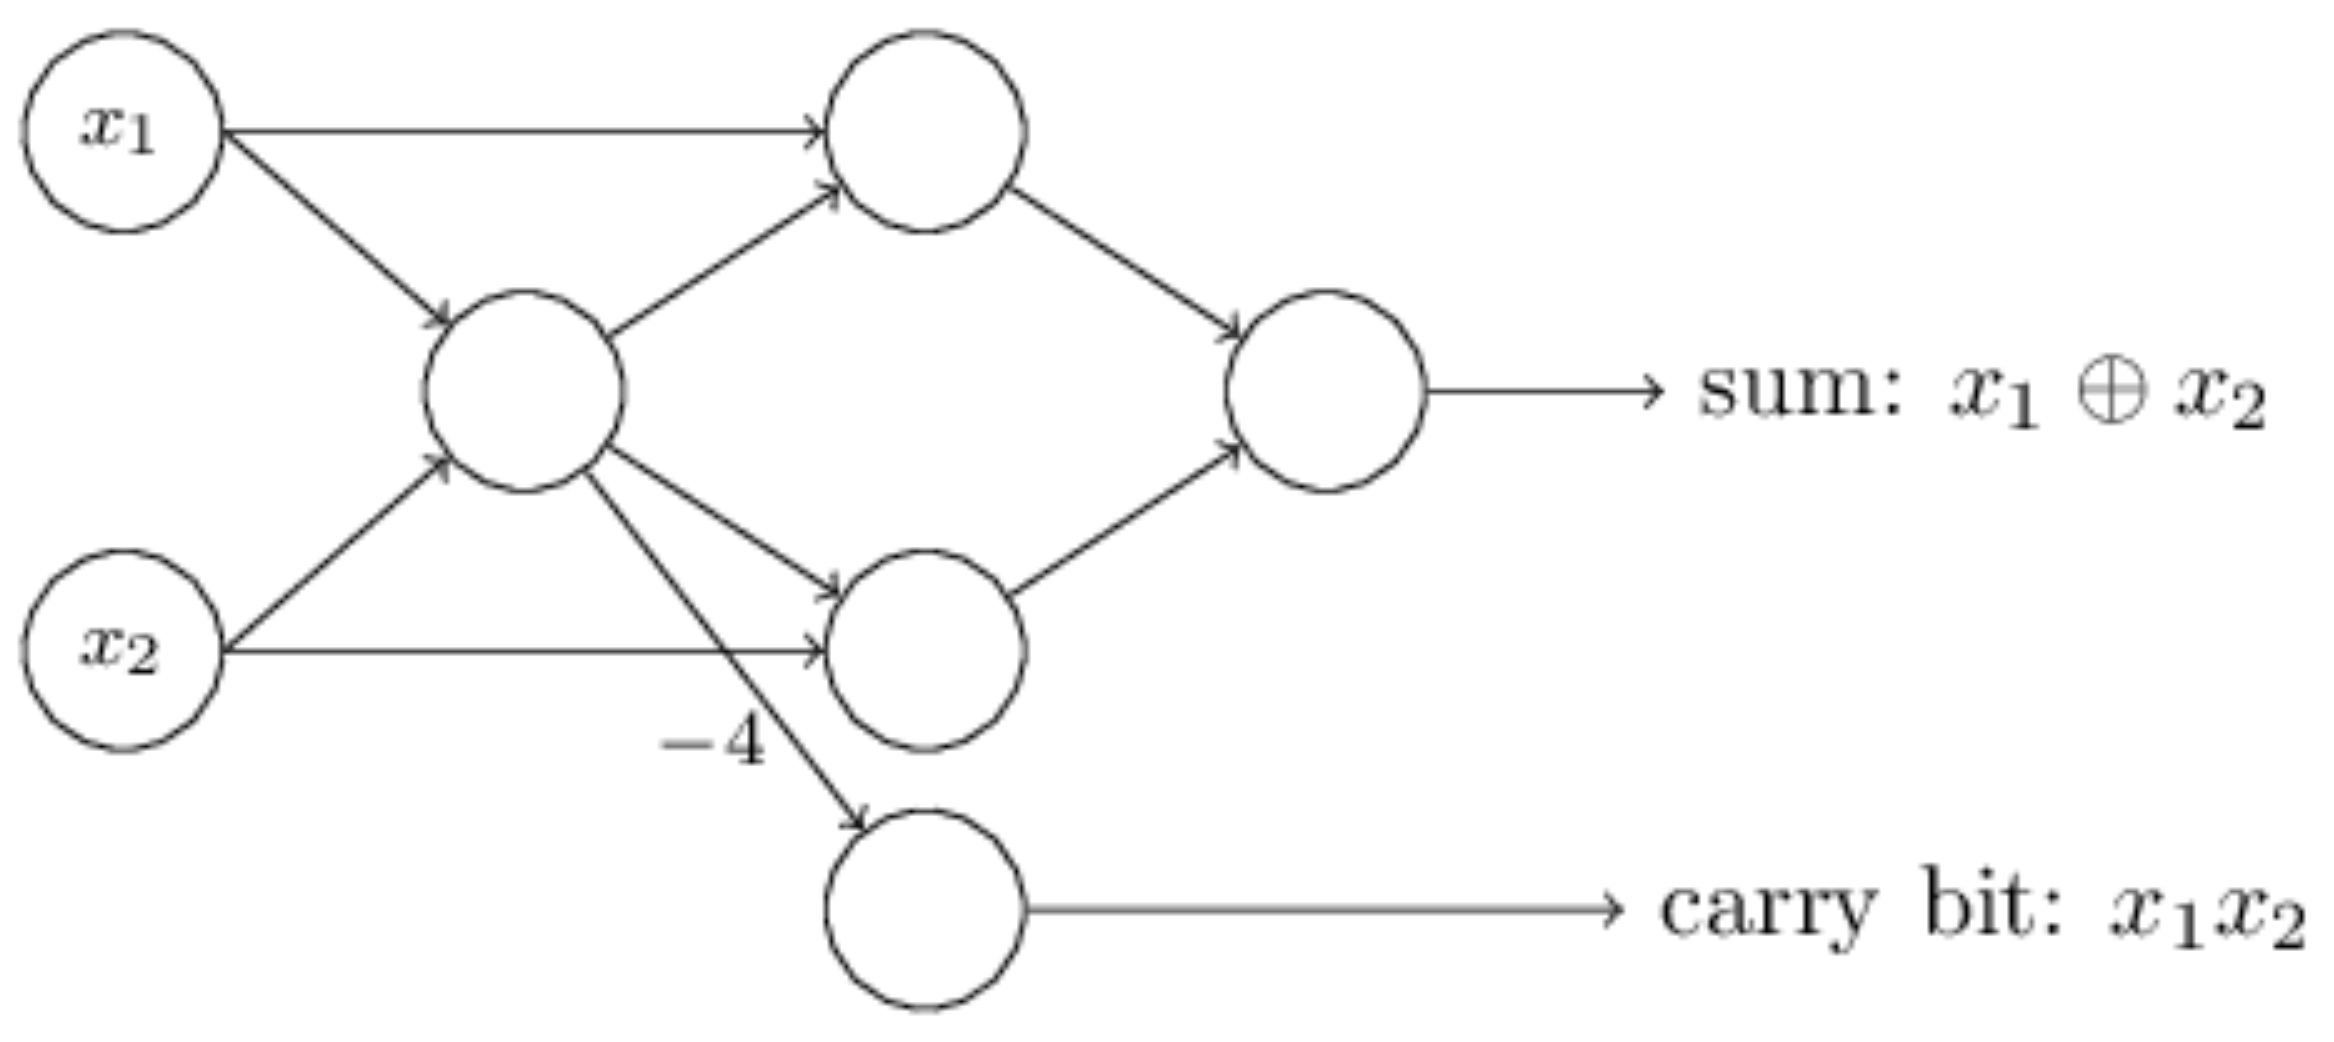 x₁
sum: x₁ ⊕ x₂
x₂
−4
carry bit: x₁x₂